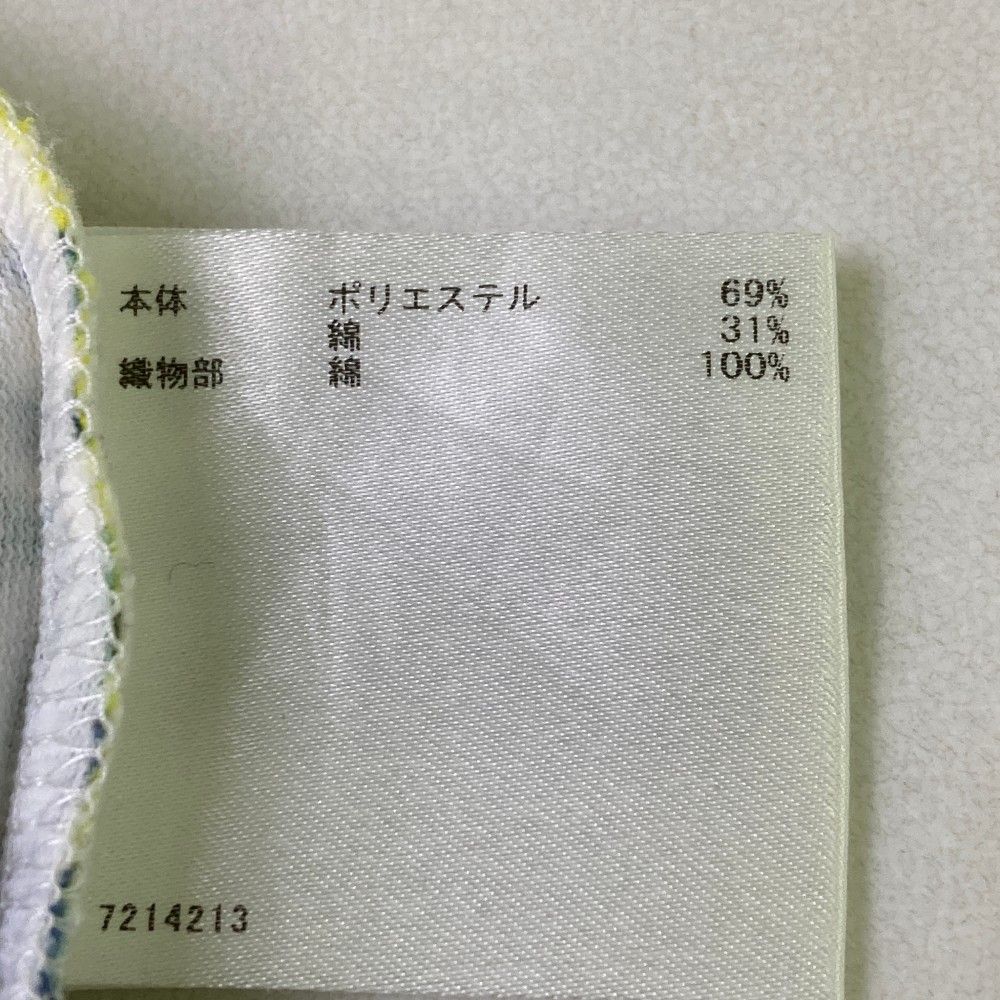 本体 ポリエステル 69%
綿 31%
織物部 綿 100%
7214213